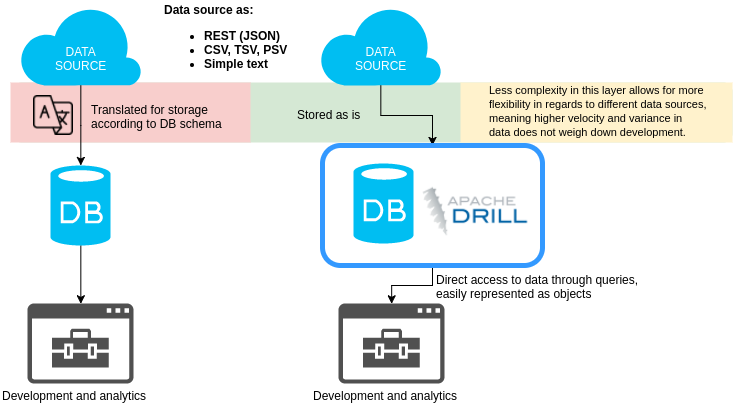 Data source as:
REST (JSON)
CSV, TSV, PSV
Simple text
DATA
SOURCE
DATA
SOURCE
A
Translated for storage
according to DB schema
Stored as is
Less complexity in this layer allows for more
flexibility in regards to different data sources,
meaning higher velocity and variance in
data does not weigh down development.
DB
DB
APACHE
DRILL
Direct access to data through queries,
easily represented as objects
Development and analytics
Development and analytics